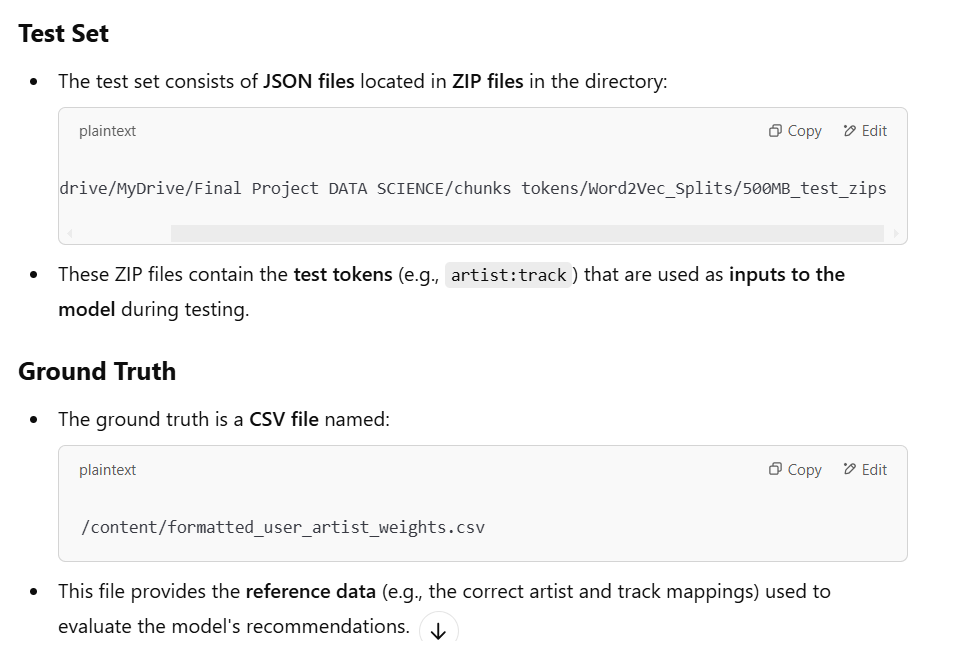 Test Set
The test set consists of JSON files located in ZIP files in the directory:
plaintext Copy Edit
drive/MyDrive/Final Project DATA SCIENCE/chunks tokens/Word2Vec_Splits/500MB_test_zips
These ZIP files contain the test tokens (e.g., artist:track) that are used as inputs to the
model during testing.
Ground Truth
The ground truth is a CSV file named:
plaintext Copy Edit
/content/formatted_user_artist_weights.csv
This file provides the reference data (e.g., the correct artist and track mappings) used to
evaluate the model's recommendations.